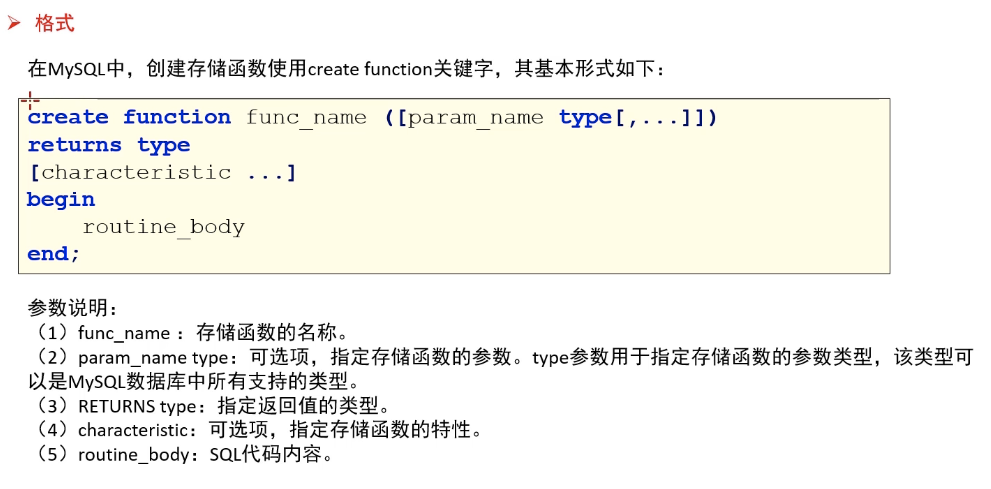 ➢ 格式
在MySQL中，创建存储函数使用create function关键字，其基本形式如下：
create function func_name ([param_name type[,...]])
returns type
[characteristic ...]
begin
    routine_body
end;
参数说明：
（1）func_name ：存储函数的名称。
（2）param_name type：可选项，指定存储函数的参数。type参数用于指定存储函数的参数类型，该类型可
以是MySQL数据库中所有支持的类型。
（3）RETURNS type：指定返回值的类型。
（4）characteristic：可选项，指定存储函数的特性。
（5）routine_body：SQL代码内容。